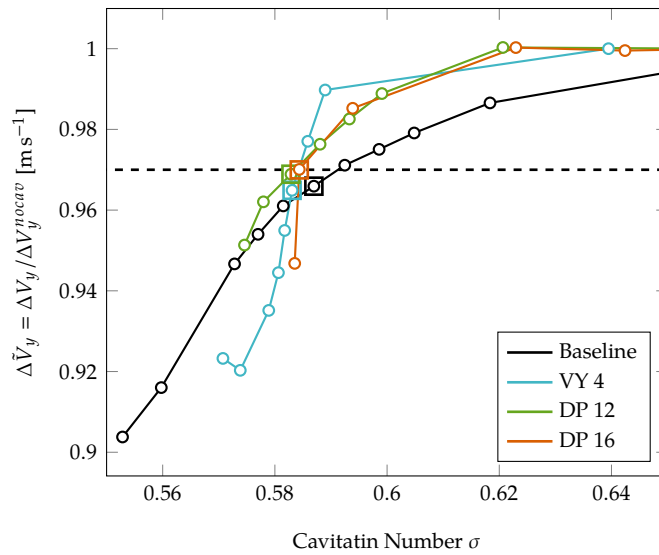 1
0.98
0.96
0.94
0.92
0.9
ΔṼ_y = ΔV_y/ΔV_y^{nocav} [m s⁻¹]
Baseline
VY 4
DP 12
DP 16
0.56 0.58 0.6 0.62 0.64
Cavitatin Number σ